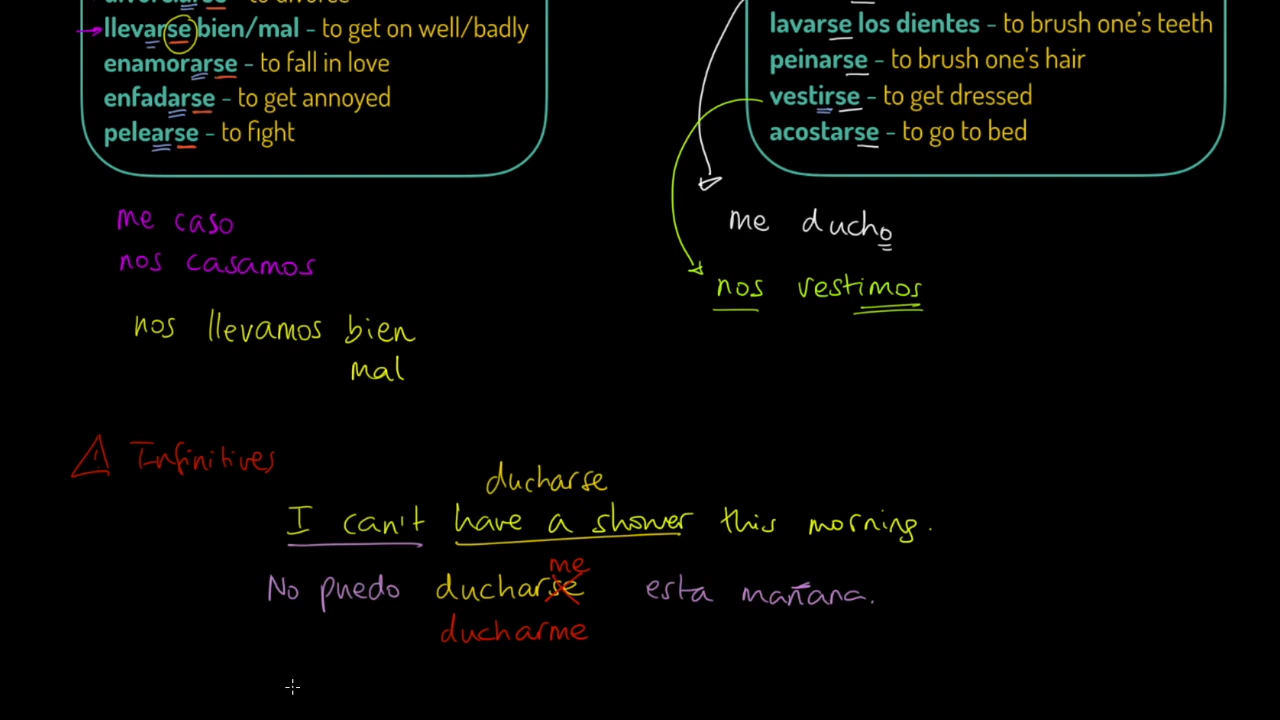 divorciarse – to divorce
llevarse bien/mal – to get on well/badly
enamorarse – to fall in love
enfadarse – to get annoyed
pelearse – to fight
lavarse los dientes – to brush one's teeth
peinarse – to brush one's hair
vestirse – to get dressed
acostarse – to go to bed
me caso
nos casamos
nos llevamos bien
mal
me ducho
nos vestimos
Infinitives
ducharse
I can't have a shower this morning.
me
No puedo ducharse esta mañana.
ducharme